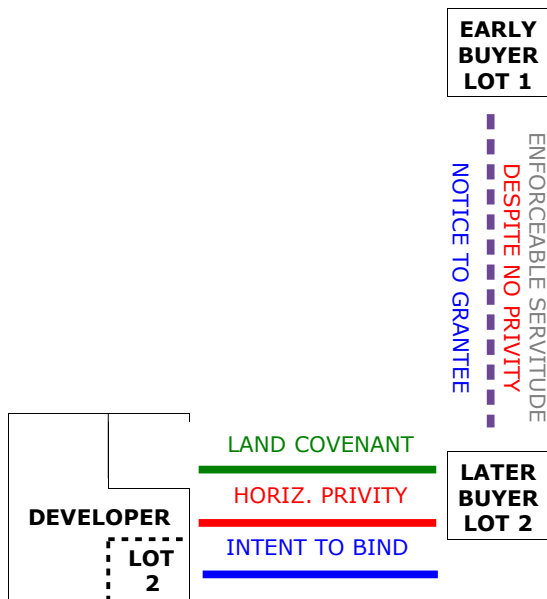 EARLY
BUYER
LOT 1
ENFORCEABLE SERVITUDE
DESPITE NO PRIVITY
NOTICE TO GRANTEE
LAND COVENANT
HORIZ. PRIVITY
INTENT TO BIND
DEVELOPER
LOT
2
LATER
BUYER
LOT 2